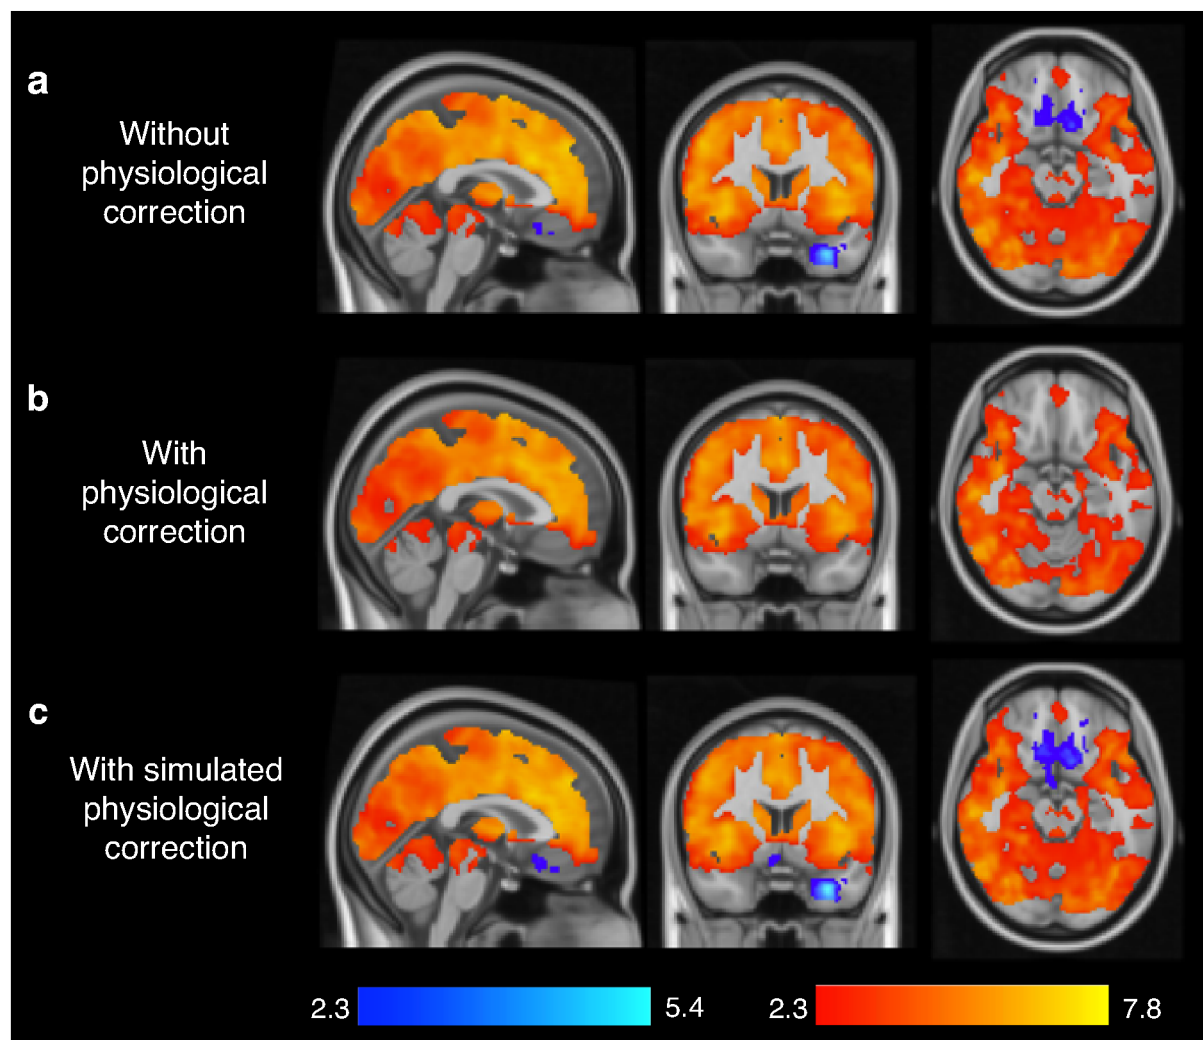 a
Without
physiological
correction
b
With
physiological
correction
c
With simulated
physiological
correction
2.3 5.4 2.3 7.8